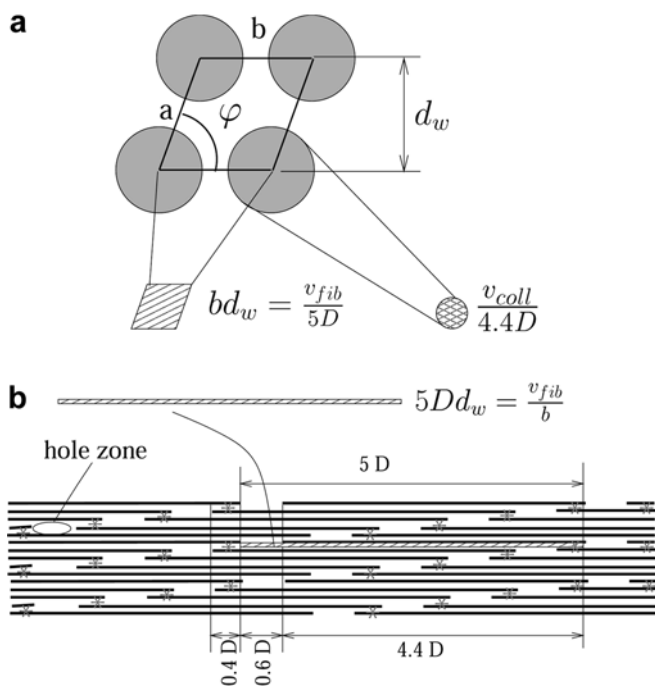 a
b
a
φ
d_w
bd_w = v_fib / 5D
v_coll / 4.4D
b
5Dd_w = v_fib / b
hole zone
5 D
0.4 D
0.6 D
4.4 D